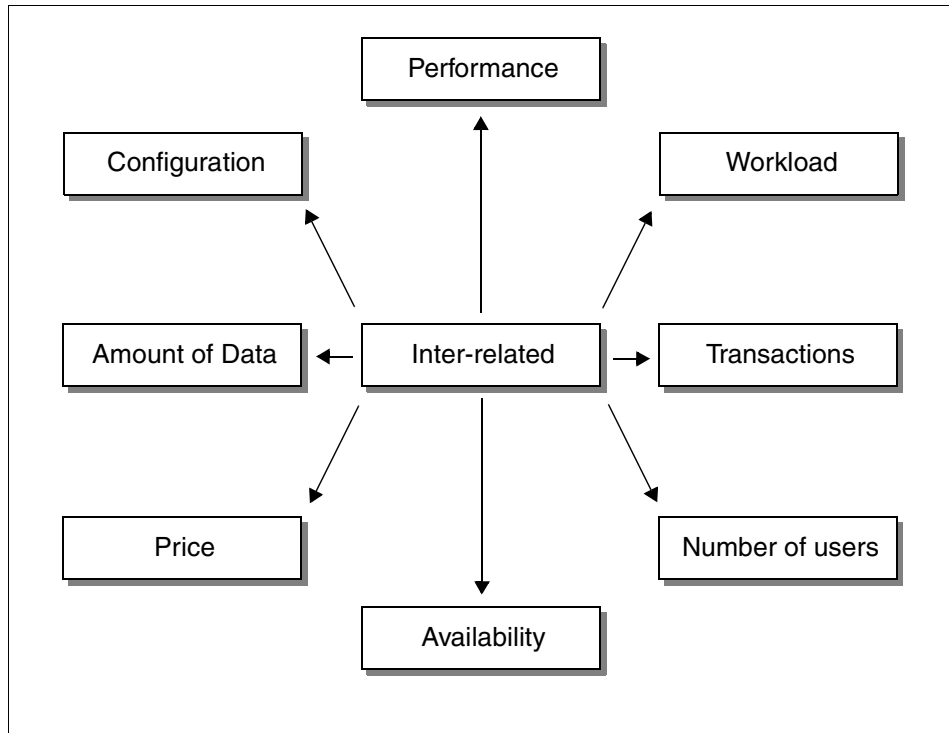 Performance
Configuration
Workload
Amount of Data
Inter-related
Transactions
Price
Number of users
Availability